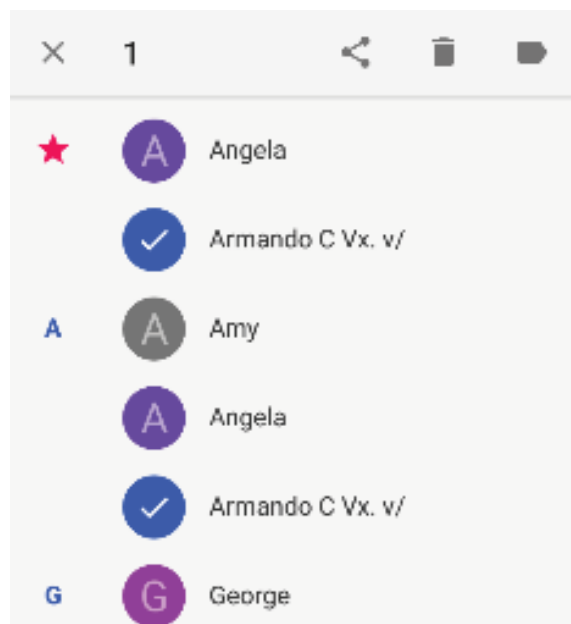 1
A Angela
Armando C Vx. v/
A A Amy
A Angela
Armando C Vx. v/
G G George